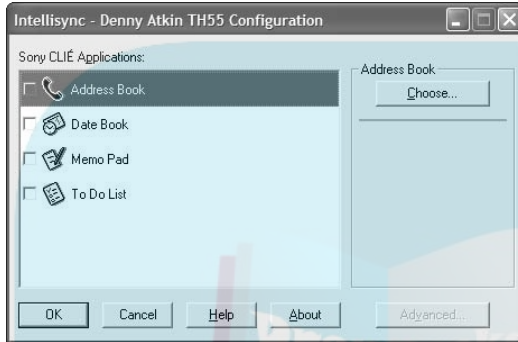 Intellisync - Denny Atkin TH55 Configuration
Sony CLIÉ Applications:
Address Book
Date Book
Memo Pad
To Do List
Address Book
Choose...
OK
Cancel
Help
About
Advanced...